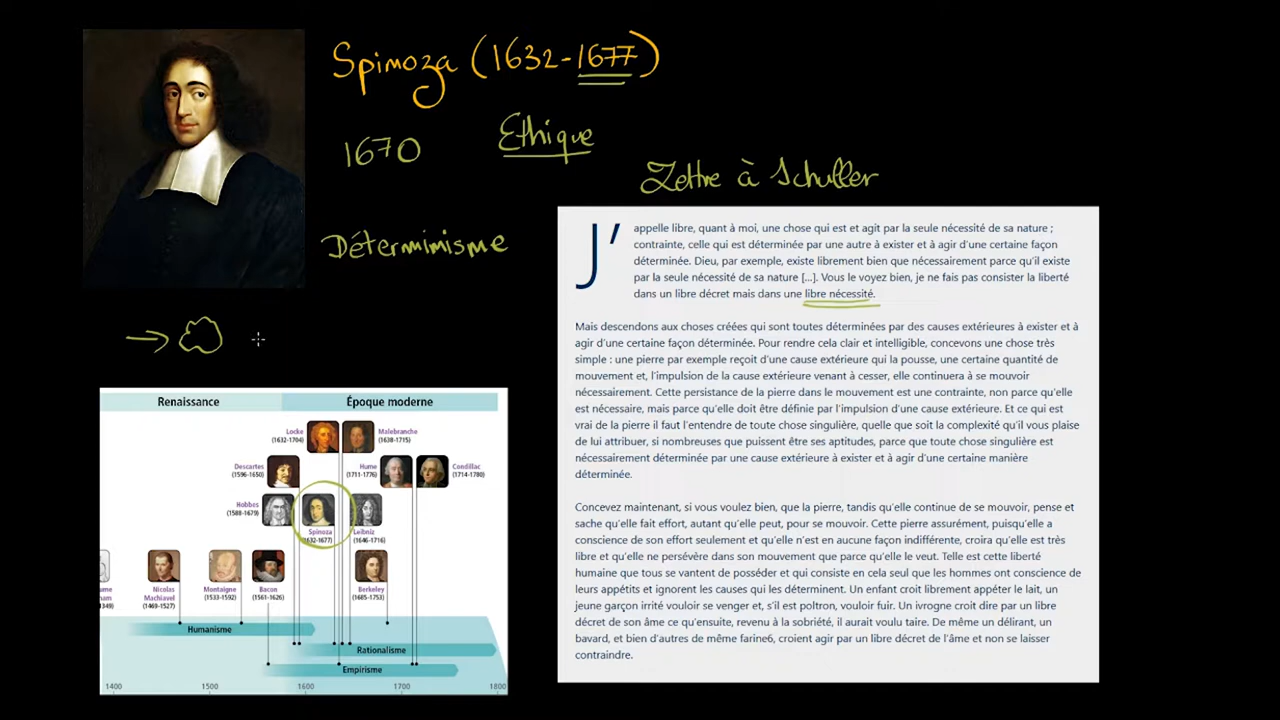 Spinoza (1632-1677)
1670
Ethique
Lettre à Schuller
Déterminisme
J'appelle libre, quant à moi, une chose qui est et agit par la seule nécessité de sa nature ;
contrainte, celle qui est déterminée par une autre à exister et à agir d'une certaine façon
déterminée. Dieu, par exemple, existe librement bien que nécessairement parce qu'il existe
par la seule nécessité de sa nature [...]. Vous le voyez bien, je ne fais pas consister la liberté
dans un libre décret mais dans une libre nécessité.
Mais descendons aux choses créées qui sont toutes déterminées par des causes extérieures à exister et à
agir d'une certaine façon déterminée. Pour rendre cela clair et intelligible, concevons une chose très
simple : une pierre par exemple reçoit d'une cause extérieure qui la pousse, une certaine quantité de
mouvement et, l'impulsion de la cause extérieure venant à cesser, elle continuera à se mouvoir
nécessairement. Cette persistance de la pierre dans le mouvement est une contrainte, non parce qu'elle
est nécessaire, mais parce qu'elle doit être définie par l'impulsion d'une cause extérieure. Et ce qui est
vrai de la pierre il faut l'entendre de toute chose singulière, quelle que soit la complexité qu'il vous plaise
de lui attribuer, si nombreuses que puissent être ses aptitudes, parce que toute chose singulière est
nécessairement déterminée par une cause extérieure à exister et à agir d'une certaine manière
déterminée.
Concevez maintenant, si vous voulez bien, que la pierre, tandis qu'elle continue de se mouvoir, pense et
sache qu'elle fait effort, autant qu'elle peut, pour se mouvoir. Cette pierre assurément, puisqu'elle a
conscience de son effort seulement et qu'elle n'est en aucune façon indifférente, croira qu'elle est très
libre et qu'elle ne persévère dans son mouvement que parce qu'elle le veut. Telle est cette liberté
humaine que tous se vantent de posséder et qui consiste en cela seul que les hommes ont conscience de
leurs appétits et ignorent les causes qui les déterminent. Un enfant croit librement appéter le lait, un
jeune garçon irrité vouloir se venger et, s'il est poltron, vouloir fuir. Un ivrogne croit dire par un libre
décret de son âme ce qu'ensuite, revenu à la sobriété, il aurait voulu taire. De même un délirant, un
bavard, et bien d'autres de même farine6, croient agir par un libre décret de l'âme et non se laisser
contraindre.
Renaissance
Époque moderne
Locke
(1632-1704)
Malebranche
(1638-1715)
Descartes
(1596-1650)
Hume
(1711-1776)
Condillac
(1714-1780)
Hobbes
(1588-1679)
Spinoza
(1632-1677)
Leibniz
(1646-1716)
Nicolas
Machiavel
(1469-1527)
Montaigne
(1533-1592)
Bacon
(1561-1626)
Berkeley
(1685-1753)
Humanisme
Rationalisme
Empirisme
1400 1500 1600 1700 1800